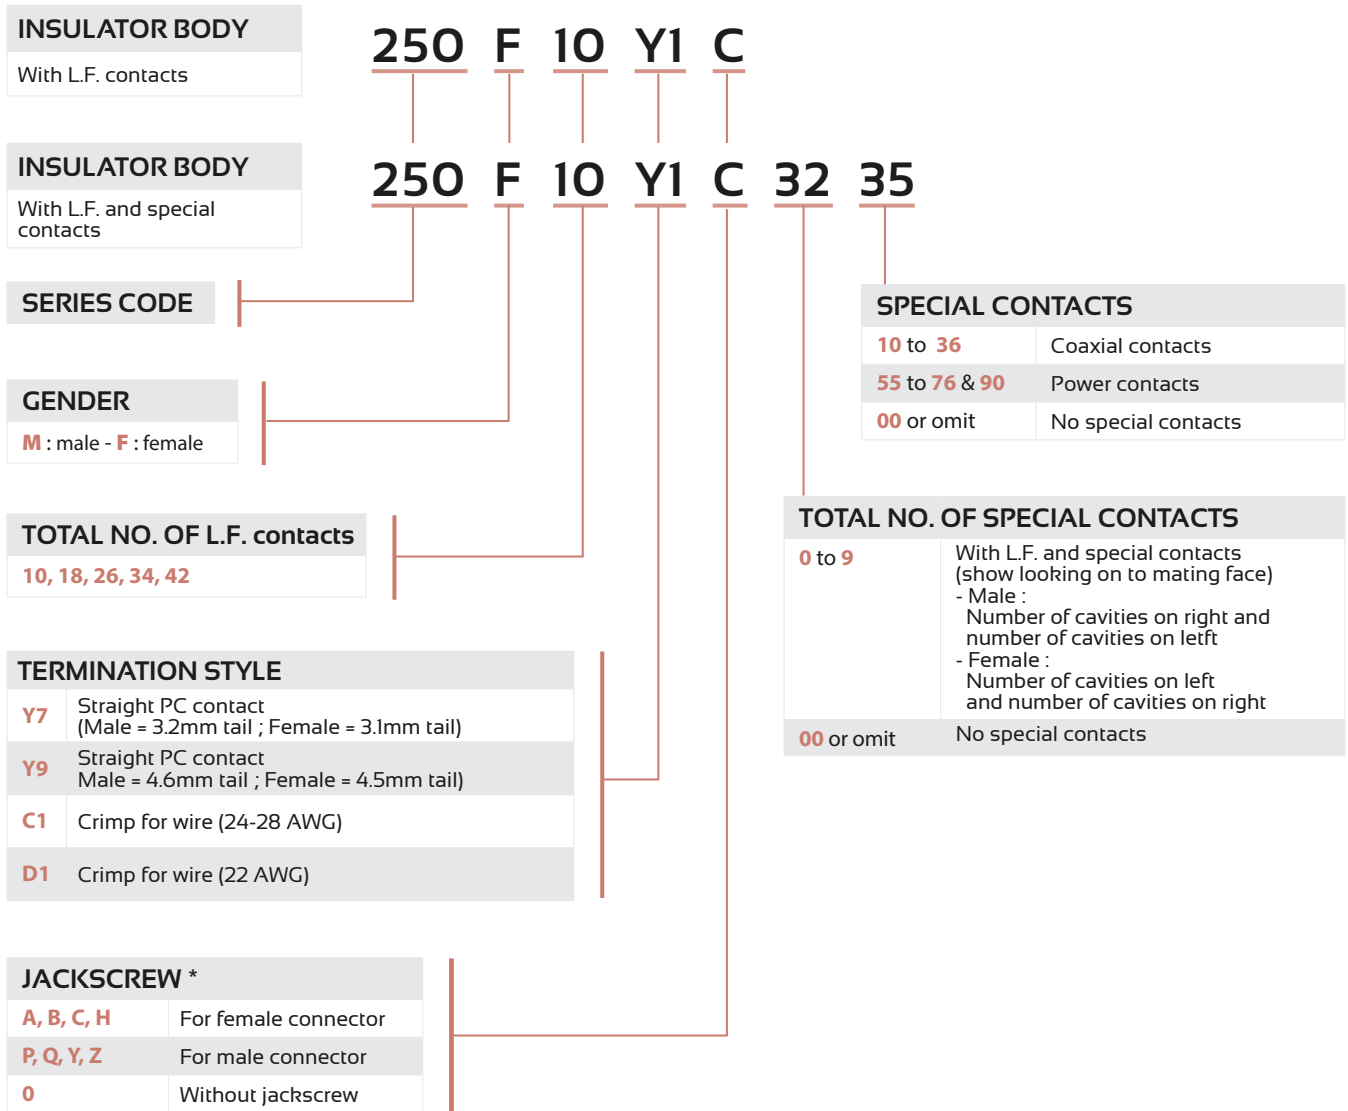 INSULATOR BODY
With L.F. contacts
250 F 10 Y1 C
INSULATOR BODY
With L.F. and special
contacts
250 F 10 Y1 C 32 35
SERIES CODE
SPECIAL CONTACTS
10 to 36 Coaxial contacts
55 to 76 & 90 Power contacts
00 or omit No special contacts
GENDER
M : male - F : female
TOTAL NO. OF L.F. contacts
10, 18, 26, 34, 42
TOTAL NO. OF SPECIAL CONTACTS
0 to 9 With L.F. and special contacts
(show looking on to mating face)
- Male :
Number of cavities on right and
number of cavities on letft
- Female :
Number of cavities on left
and number of cavities on right
00 or omit No special contacts
TERMINATION STYLE
Y7 Straight PC contact
(Male = 3.2mm tail ; Female = 3.1mm tail)
Y9 Straight PC contact
Male = 4.6mm tail ; Female = 4.5mm tail)
C1 Crimp for wire (24-28 AWG)
D1 Crimp for wire (22 AWG)
JACKSCREW *
A, B, C, H For female connector
P, Q, Y, Z For male connector
0 Without jackscrew